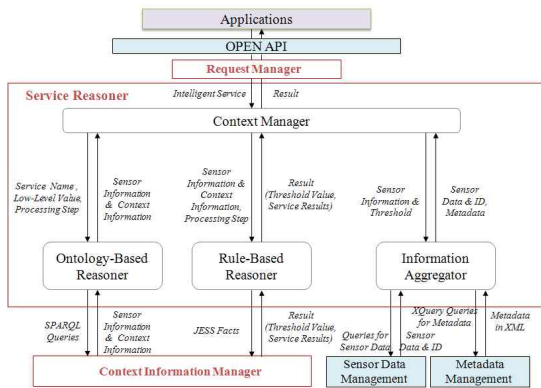 Applications
OPEN API
Request Manager
Service Reasoner
Intelligent Service
Result
Context Manager
Service Name ,
Low-Level Value,
Processing Step
Sensor
Information
& Context
Information
Sensor
Information &
Context
Information,
Processing Step
Result
(Threshold Value,
Service Results)
Sensor
Information
& Threshold
Sensor
Data & ID,
Metadata
Ontology-Based
Reasoner
Rule-Based
Reasoner
Information
Aggregator
SPARQL
Queries
Sensor
Information
& Context
Information
JESS Facts
Result
(Threshold Value,
Service Results)
Queries for
Sensor Data
XQuery Queries
for Metadata
Sensor
Data & ID
Metadata
in XML
Context Information Manager
Sensor Data
Management
Metadata
Management